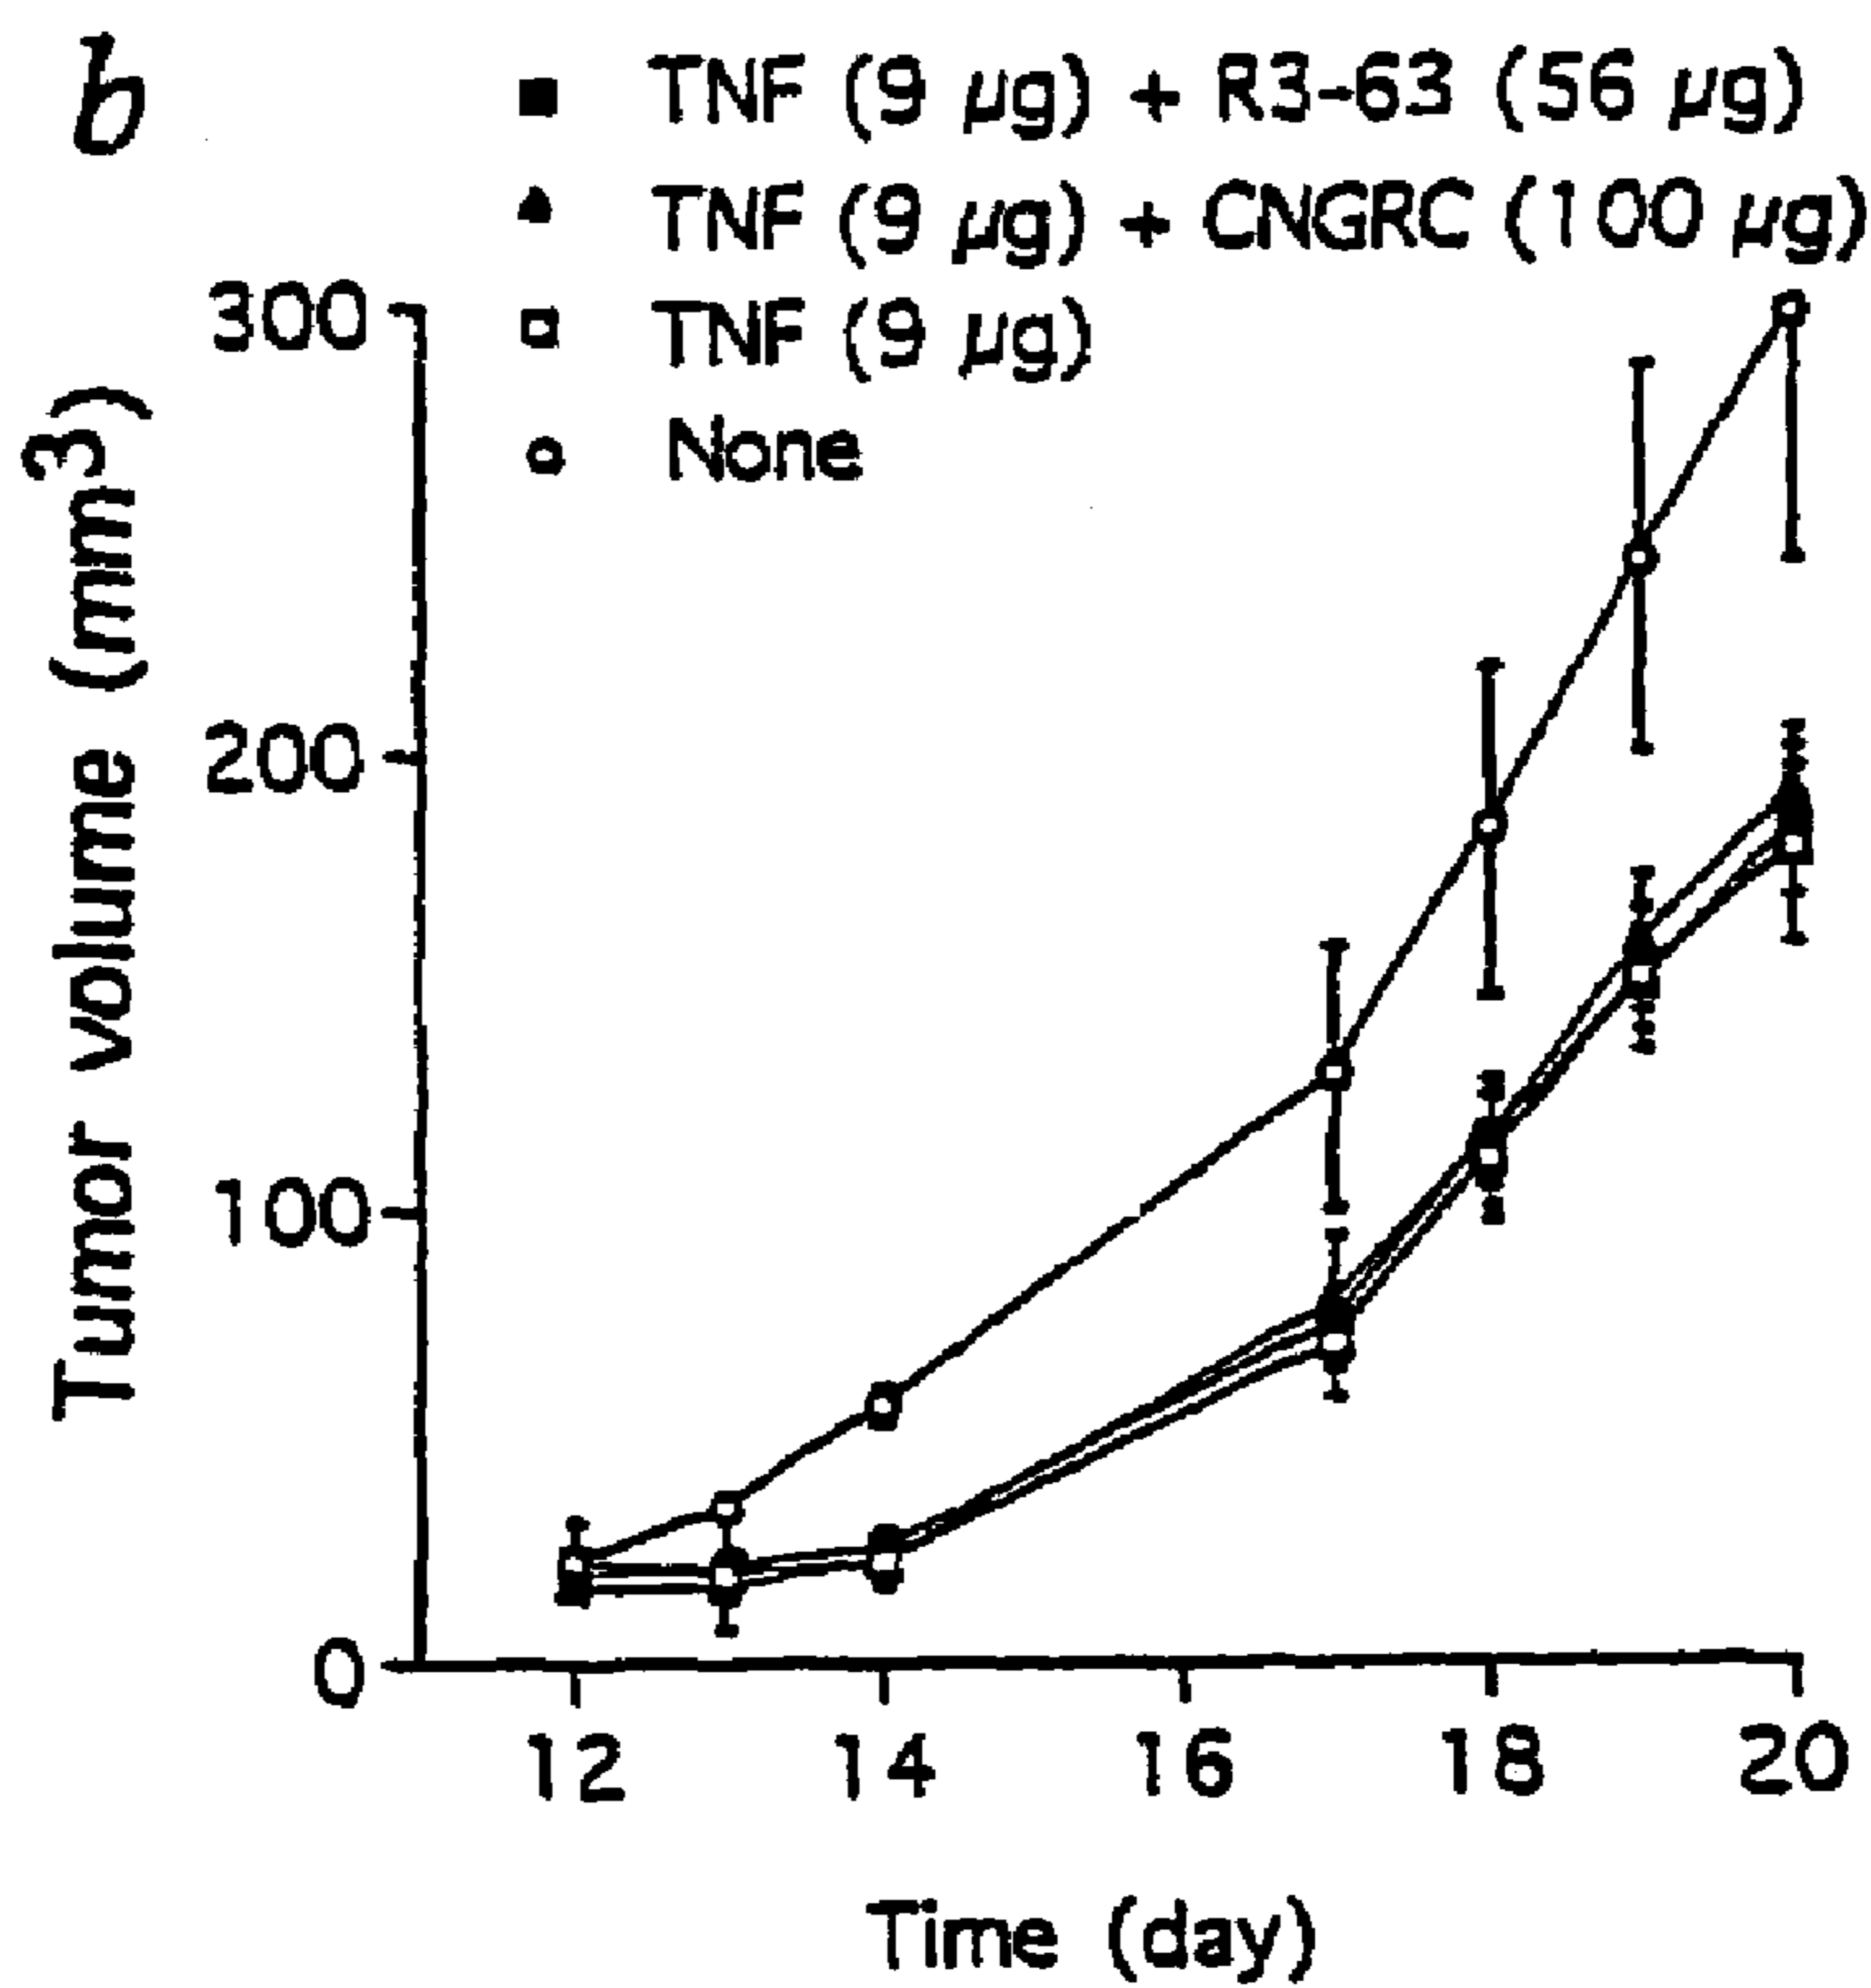 b
TNF (9 µg) + R3-63 (56 µg)
TNF (9 µg) + CNGRC (100 µg)
TNF (9 µg)
None
Tumor volume (mm3)
300
200
100
0
12 14 16 18 20
Time (day)